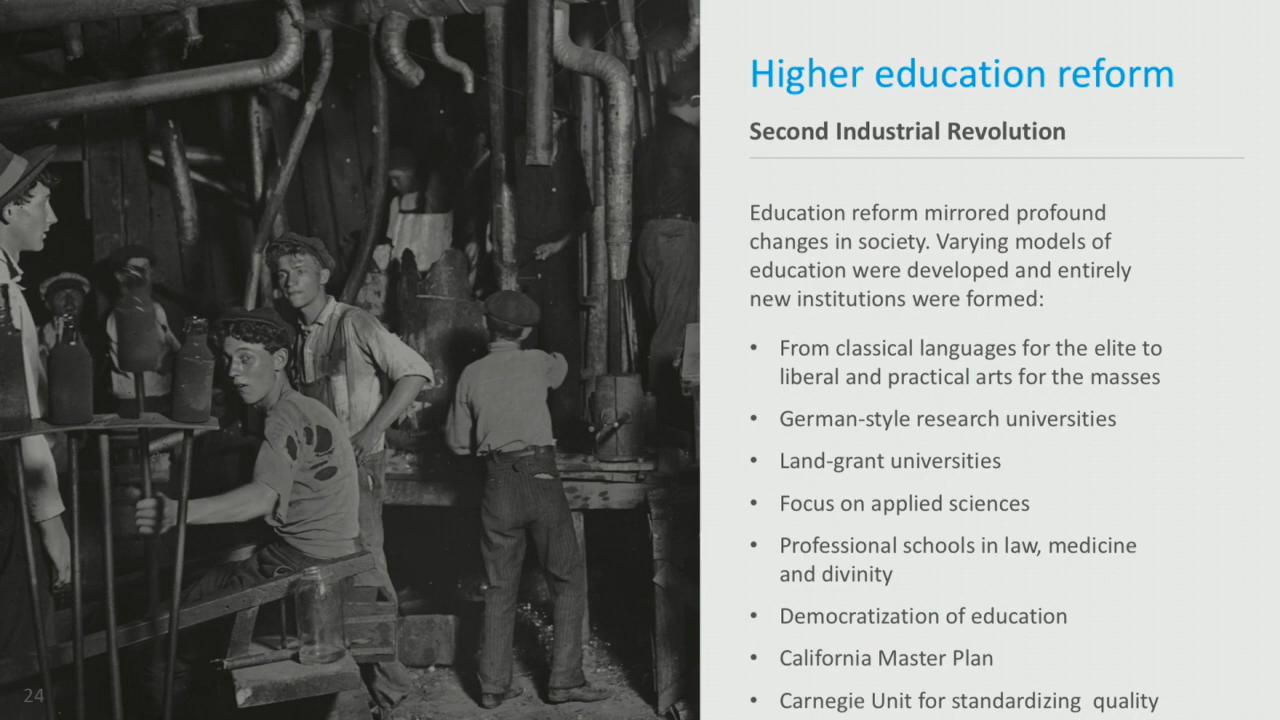 Higher education reform
Second Industrial Revolution
Education reform mirrored profound
changes in society. Varying models of
education were developed and entirely
new institutions were formed:
• From classical languages for the elite to
liberal and practical arts for the masses
• German-style research universities
• Land-grant universities
• Focus on applied sciences
• Professional schools in law, medicine
and divinity
• Democratization of education
• California Master Plan
• Carnegie Unit for standardizing  quality
24